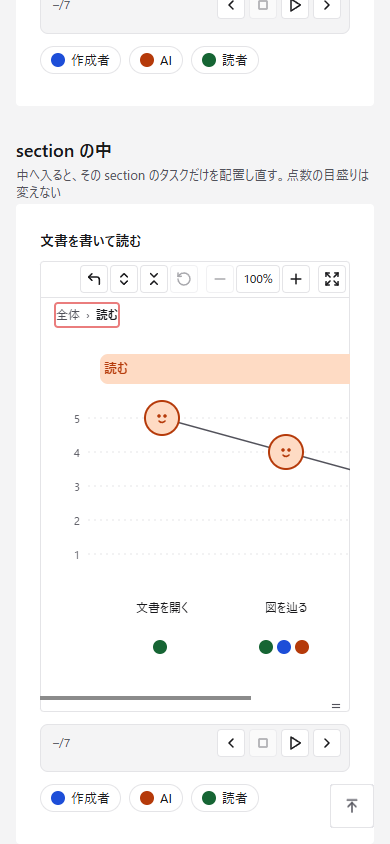 –/7
作成者
AI
読者
section の中
中へ入ると、その section のタスクだけを配置し直す。点数の目盛りは
変えない
文書を書いて読む
100%
全体 › 読む
読む
5
4
3
2
1
文書を開く
図を辿る
–/7
作成者
AI
読者